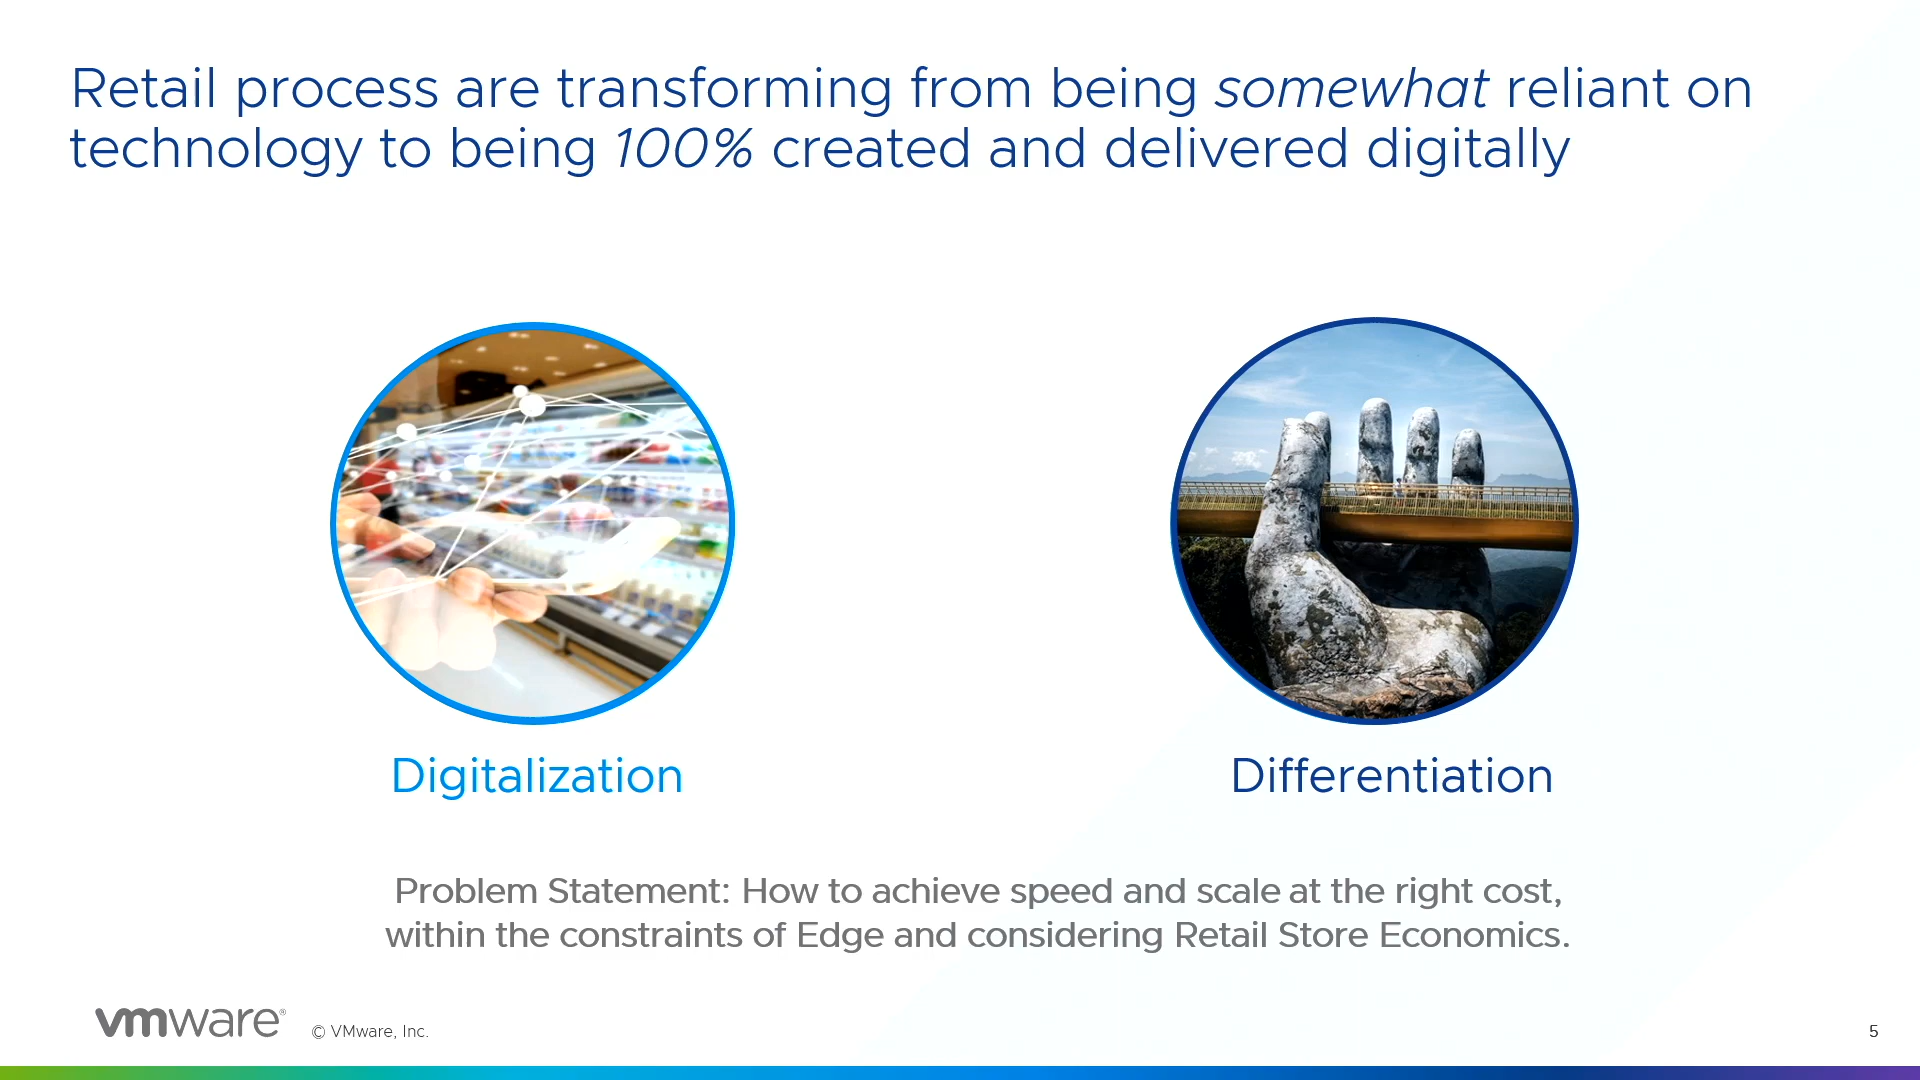 Retail process are transforming from being somewhat reliant on
technology to being 100% created and delivered digitally
Digitalization
Differentiation
Problem Statement: How to achieve speed and scale at the right cost,
within the constraints of Edge and considering Retail Store Economics.
vmware®
© VMware, Inc.
5